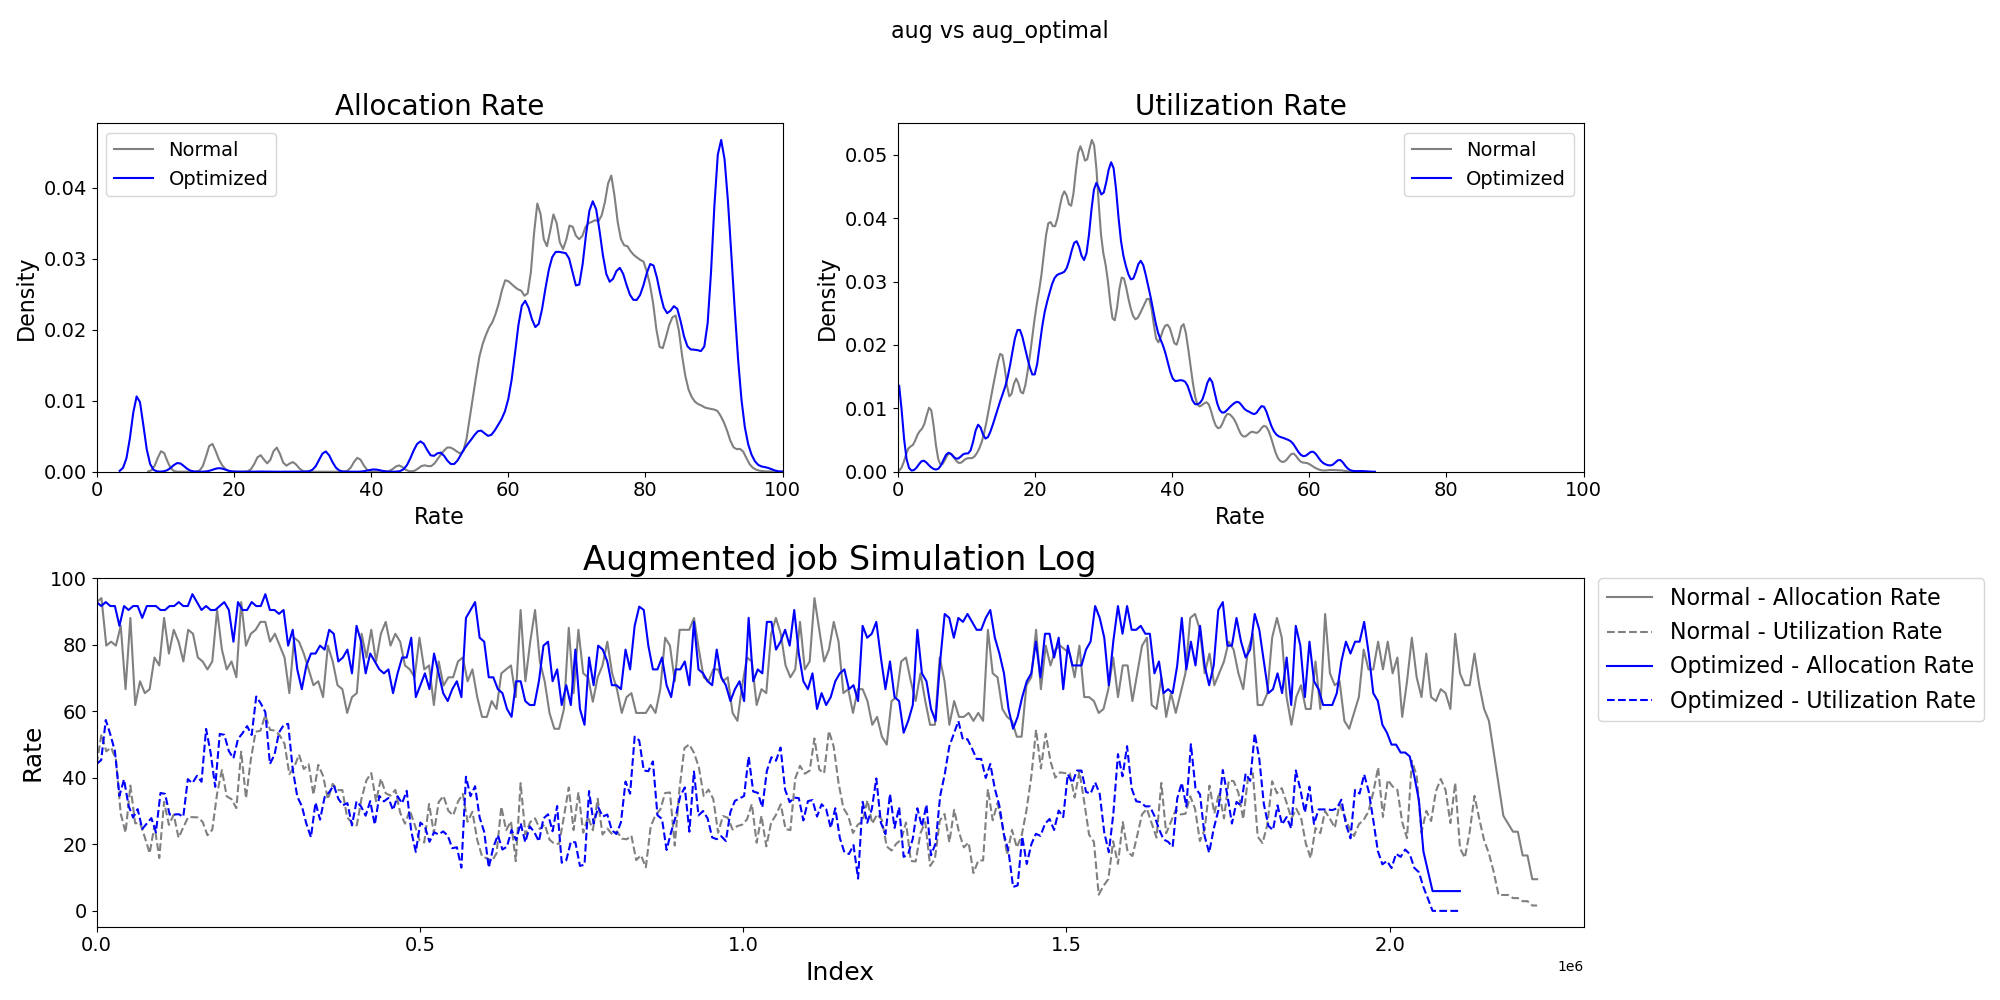 aug vs aug_optimal
Allocation Rate
Normal
Optimized
0.04
0.03
0.02
0.01
0.00
Density
0 20 40 60 80 100
Rate
Utilization Rate
Normal
Optimized
0.05
0.04
0.03
0.02
0.01
0.00
Density
0 20 40 60 80 100
Rate
Augmented job Simulation Log
100
80
60
40
20
0
Rate
0.0 0.5 1.0 1.5 2.0
1e6
Index
Normal - Allocation Rate
Normal - Utilization Rate
Optimized - Allocation Rate
Optimized - Utilization Rate